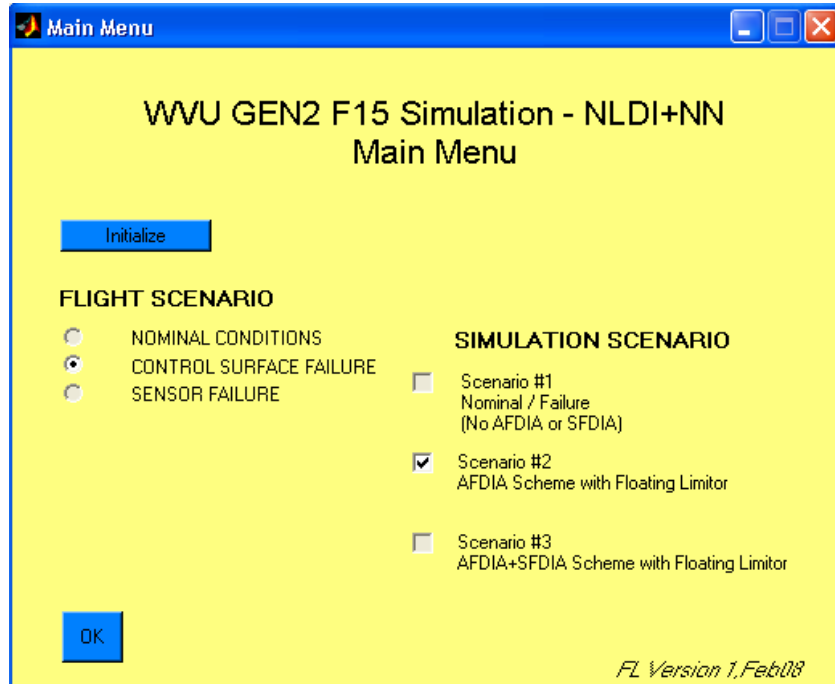 Main Menu
WVU GEN2 F15 Simulation - NLDI+NN
Main Menu
Initialize
FLIGHT SCENARIO
NOMINAL CONDITIONS
CONTROL SURFACE FAILURE
SENSOR FAILURE
SIMULATION SCENARIO
Scenario #1
Nominal / Failure
(No AFDIA or SFDIA)
Scenario #2
AFDIA Scheme with Floating Limitor
Scenario #3
AFDIA+SFDIA Scheme with Floating Limitor
OK
FL Version 1,Feb08